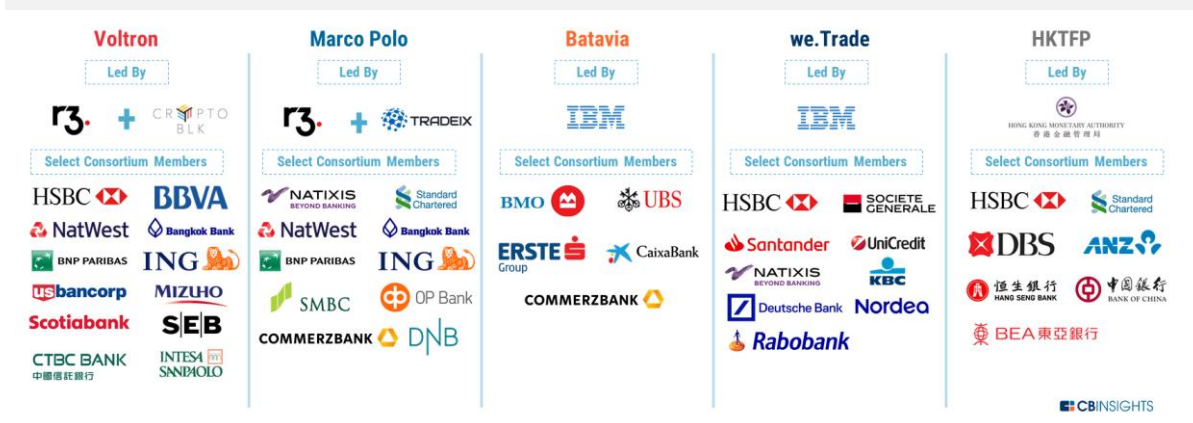 Voltron
Led By
r3.
+
CRYPTO
BLK
Select Consortium Members
HSBC
BBVA
NatWest
Bangkok Bank
BNP PARIBAS
ING
usbancorp
MIZUHO
Scotiabank
SEB
CTBC BANK
中國信託銀行
INTESA
SANPAOLO
Marco Polo
Led By
r3.
+
TRADEIX
Select Consortium Members
NATIXIS
BEYOND BANKING
Standard
Chartered
NatWest
Bangkok Bank
BNP PARIBAS
ING
SMBC
OP Bank
COMMERZBANK
DNB
Batavia
Led By
IBM
Select Consortium Members
BMO
UBS
ERSTE
Group
CaixaBank
COMMERZBANK
we.Trade
Led By
IBM
Select Consortium Members
HSBC
SOCIETE
GENERALE
Santander
UniCredit
NATIXIS
BEYOND BANKING
KBC
Deutsche Bank
Nordea
Rabobank
HKTFP
Led By
HONG KONG MONETARY AUTHORITY
香港金融管理局
Select Consortium Members
HSBC
Standard
Chartered
DBS
ANZ
恒生銀行
HANG SENG BANK
中國銀行
BANK OF CHINA
BEA東亞銀行
CBINSIGHTS